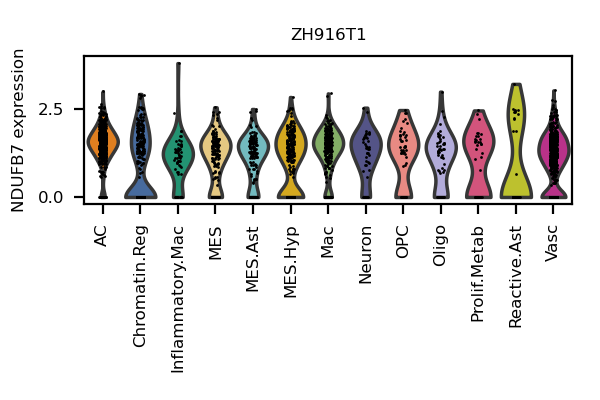 ZH916T1
NDUFB7 expression
2.5
0.0
AC
Chromatin.Reg
Inflammatory.Mac
MES
MES.Ast
MES.Hyp
Mac
Neuron
OPC
Oligo
Prolif.Metab
Reactive.Ast
Vasc